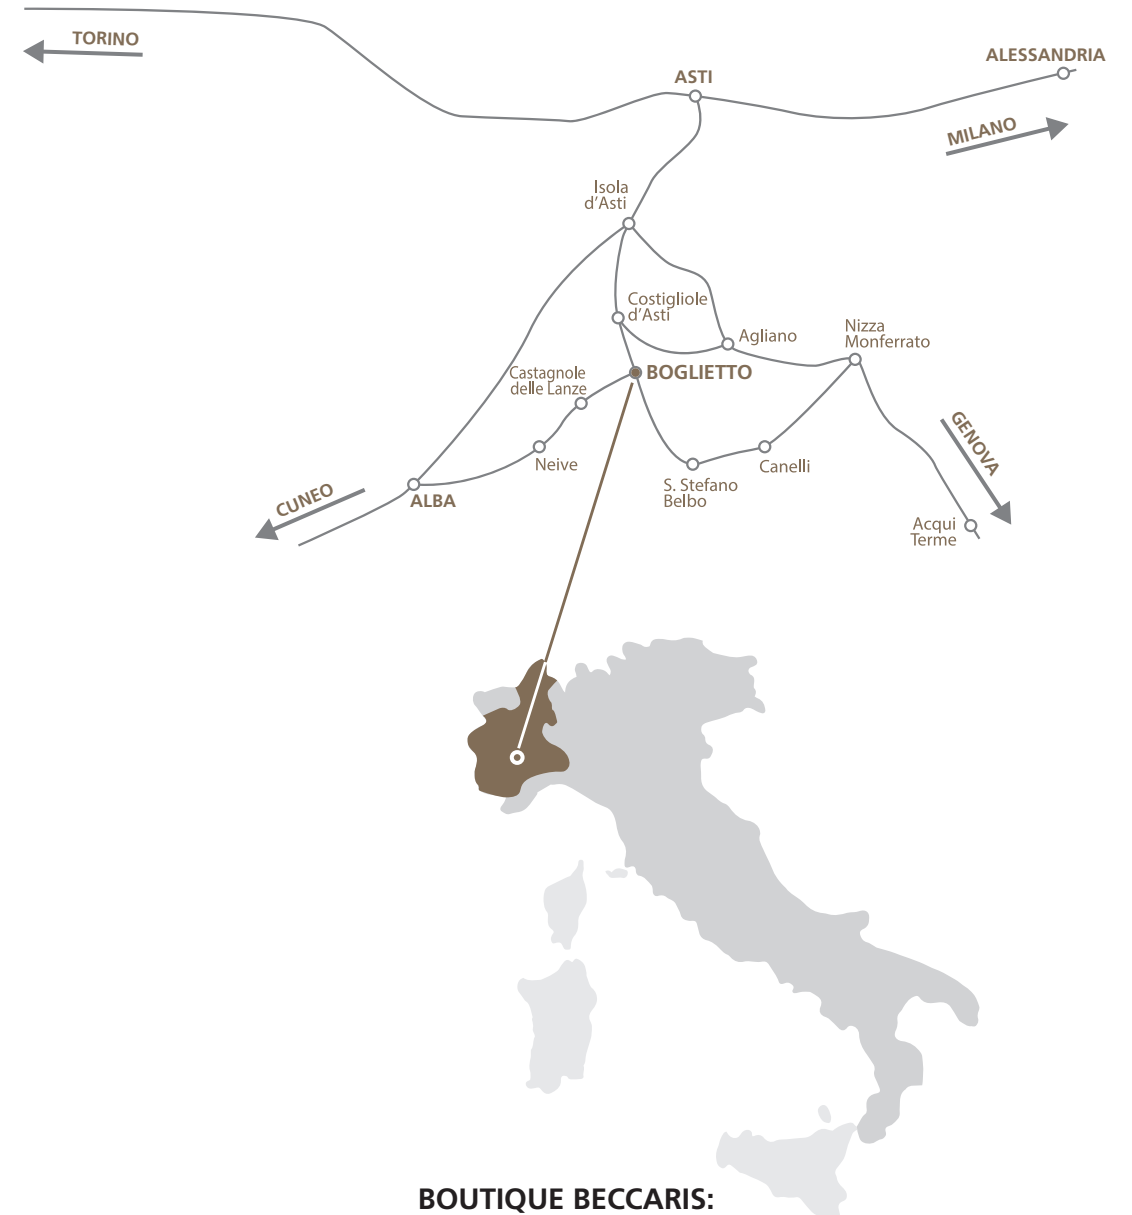 TORINO
ALESSANDRIA
ASTI
MILANO
Isola
d'Asti
Costigliole
d'Asti
Agliano
Nizza
Monferrato
Castagnole
delle Lanze
BOGLIETTO
GENOVA
Neive
Canelli
S. Stefano
Belbo
CUNEO
ALBA
Acqui
Terme
BOUTIQUE BECCARIS: